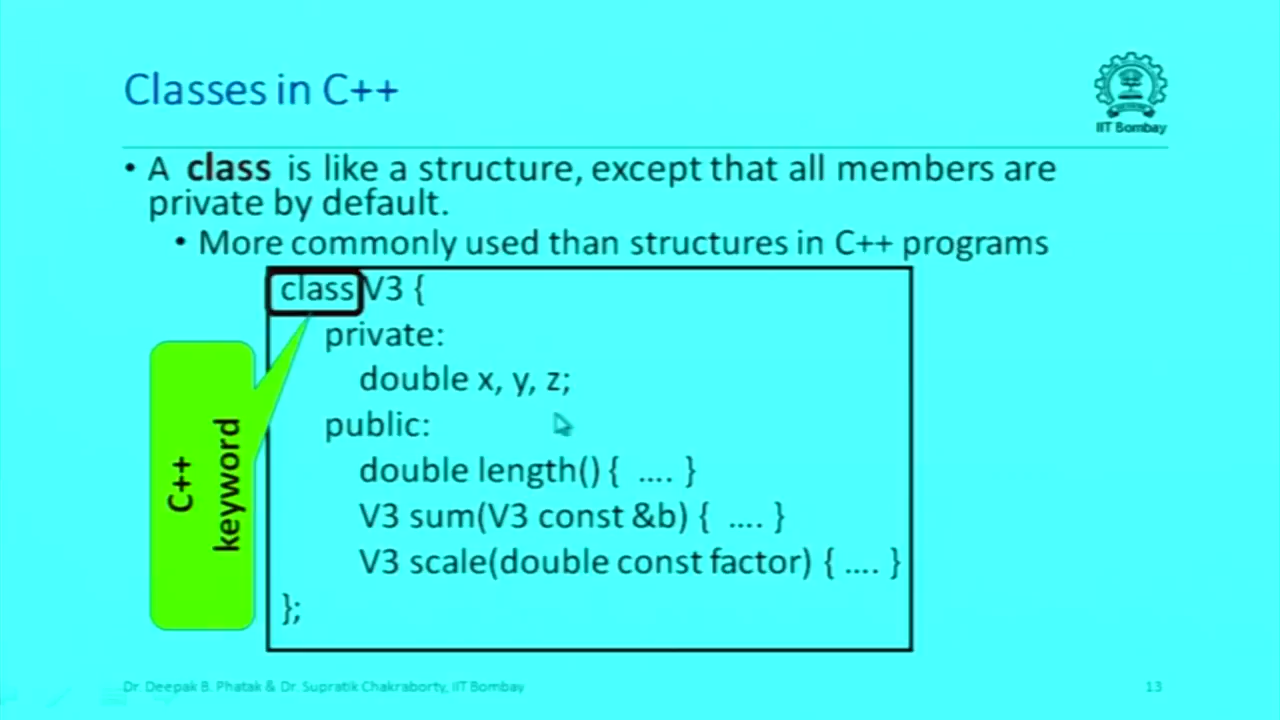 Classes in C++
IIT Bombay
• A class is like a structure, except that all members are
private by default.
• More commonly used than structures in C++ programs
class V3 {
private:
double x, y, z;
public:
double length() { .... }
V3 sum(V3 const &b) { .... }
V3 scale(double const factor) { .... }
};
C++
keyword
Dr. Deepak B. Phatak & Dr. Supratik Chakraborty, IIT Bombay
13